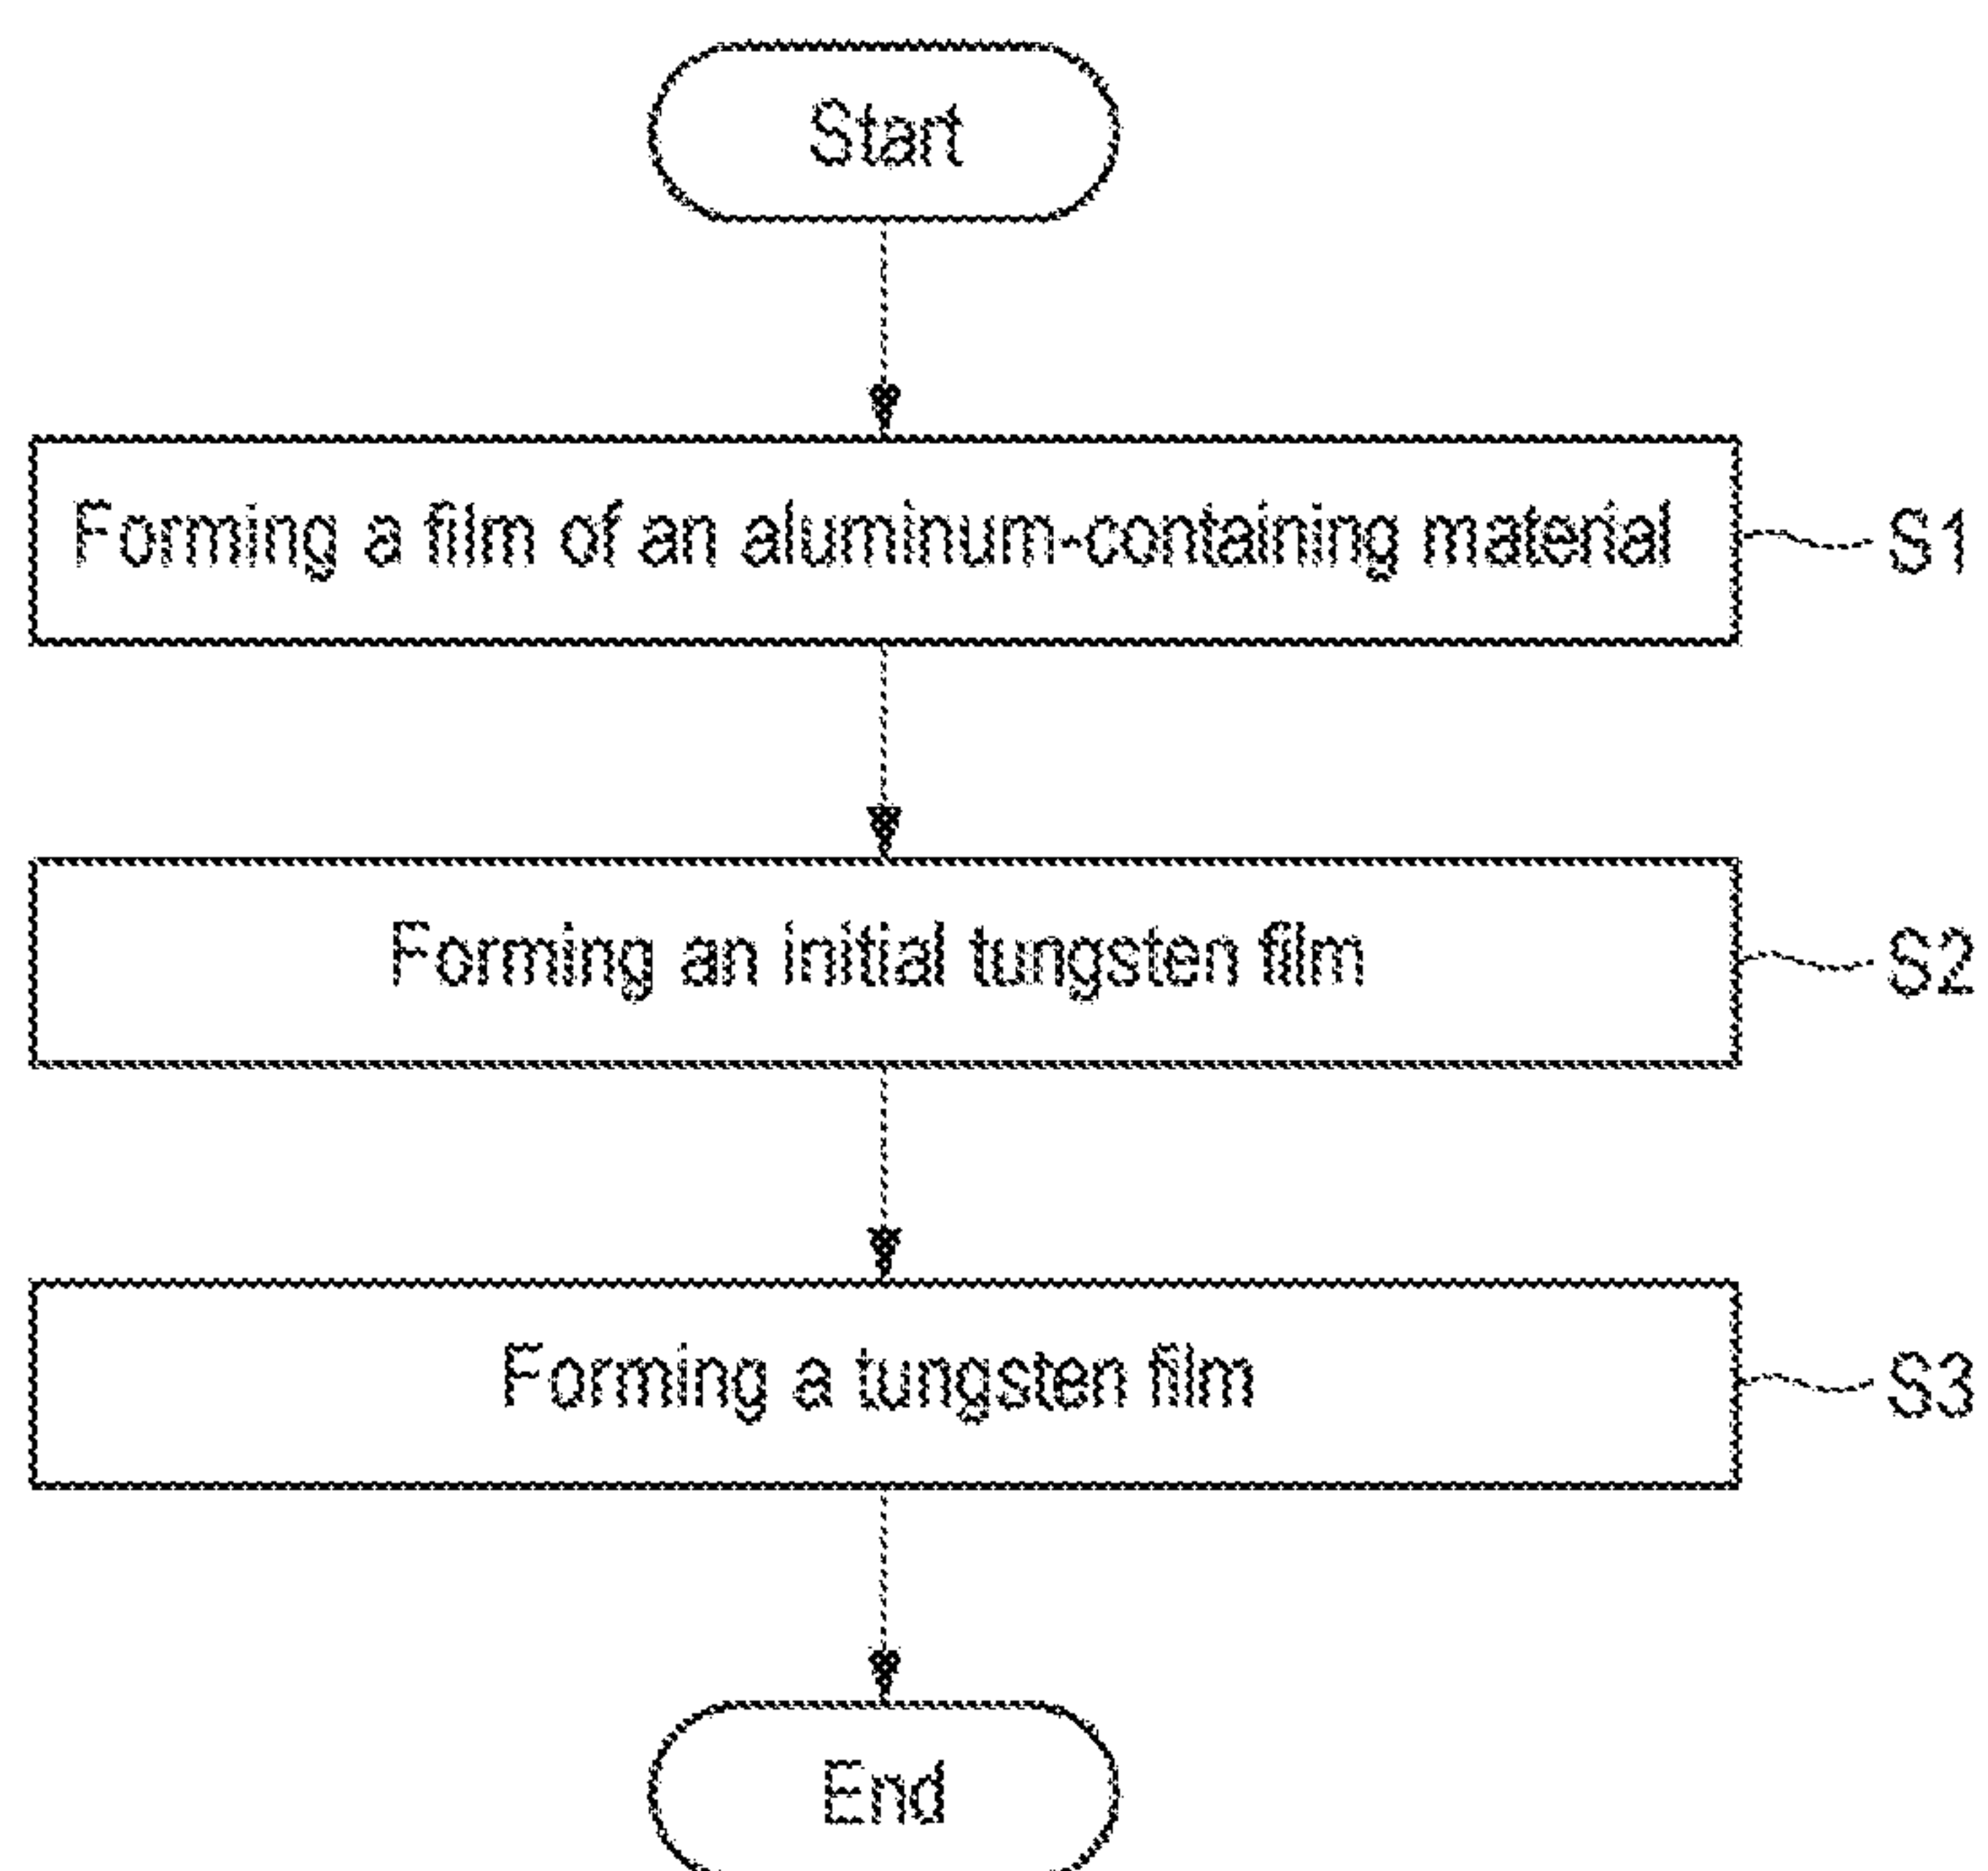 Start
Forming a film of an aluminum-containing material
S1
Forming an initial tungsten film
S2
Forming a tungsten film
S3
End